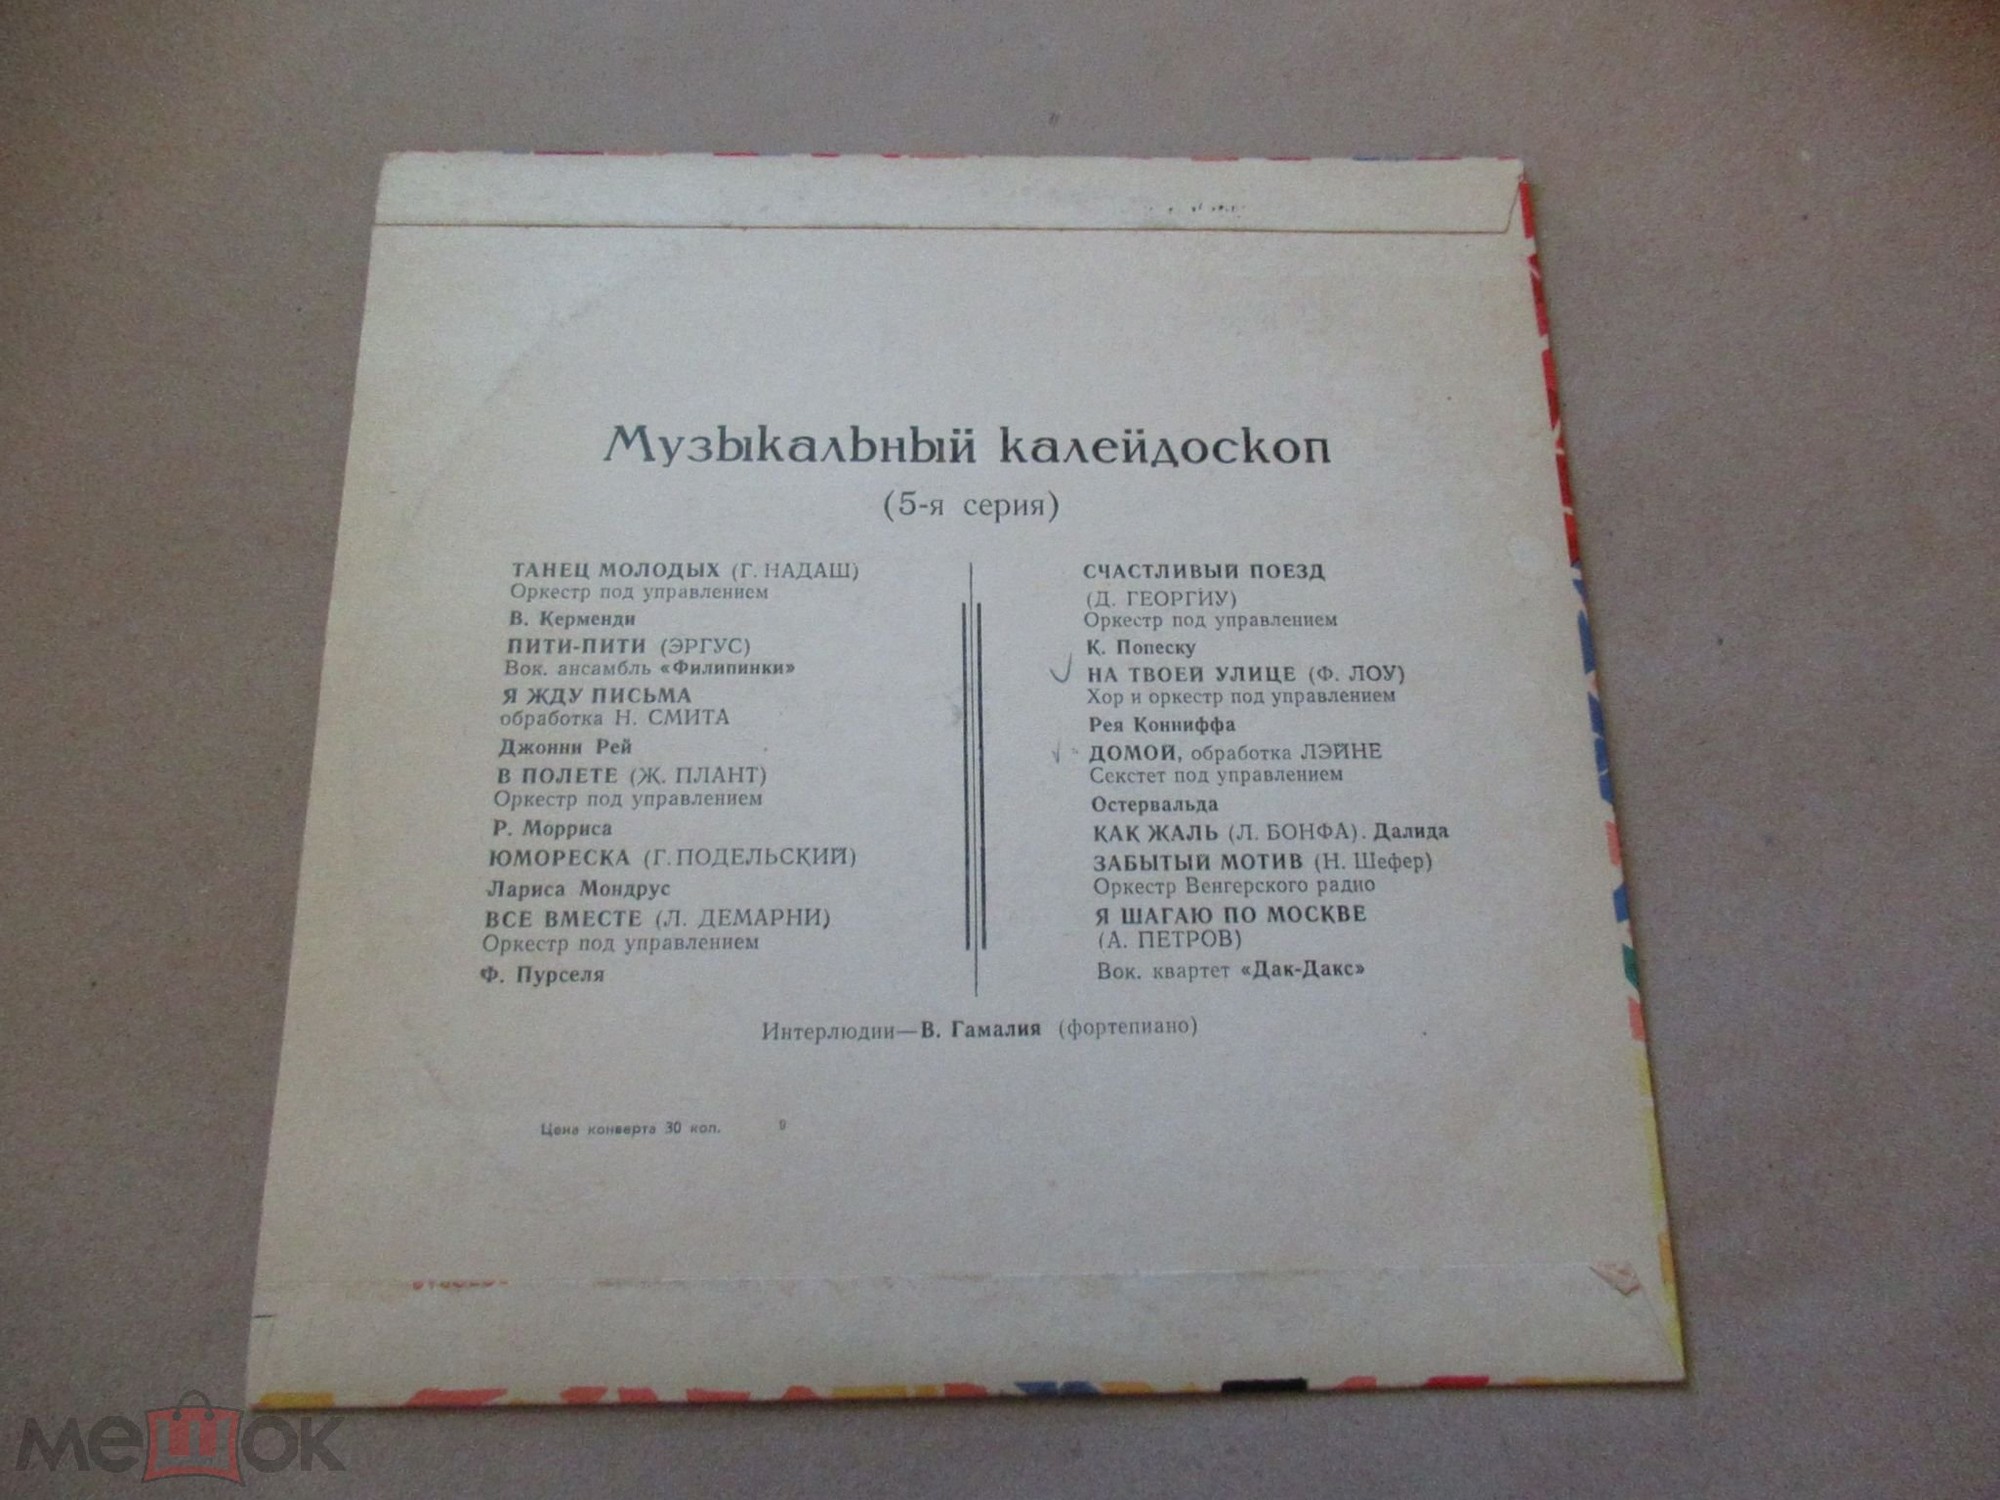 Музыкальный калейдоскоп
(5-я серия)
ТАНЕЦ МОЛОДЫХ (Г. НАДАШ)
Оркестр под управлением
В. Керменди
ПИТИ-ПИТИ (ЭРГУС)
Вок. ансамбль «Филипинки»
Я ЖДУ ПИСЬМА
обработка Н. СМИТА
Джонни Рей
В ПОЛЕТЕ (Ж. ПЛАНТ)
Оркестр под управлением
Р. Морриса
ЮМОРЕСКА (Г. ПОДЕЛЬСКИЙ)
Лариса Мондрус
ВСЕ ВМЕСТЕ (Л. ДЕМАРНИ)
Оркестр под управлением
Ф. Пурселя
СЧАСТЛИВЫЙ ПОЕЗД
(Д. ГЕОРГИУ)
Оркестр под управлением
К. Попеску
НА ТВОЕЙ УЛИЦЕ (Ф. ЛОУ)
Хор и оркестр под управлением
Рея Конниффа
ДОМОЙ, обработка ЛЭЙНЕ
Секстет под управлением
Остервальда
КАК ЖАЛЬ (Л. БОНФА). Далида
ЗАБЫТЫЙ МОТИВ (Н. Шефер)
Оркестр Венгерского радио
Я ШАГАЮ ПО МОСКВЕ
(А. ПЕТРОВ)
Вок. квартет «Дак-Дакс»
Интерлюдии—В. Гамалия (фортепиано)
Цена конверта 30 коп. 9
мешок